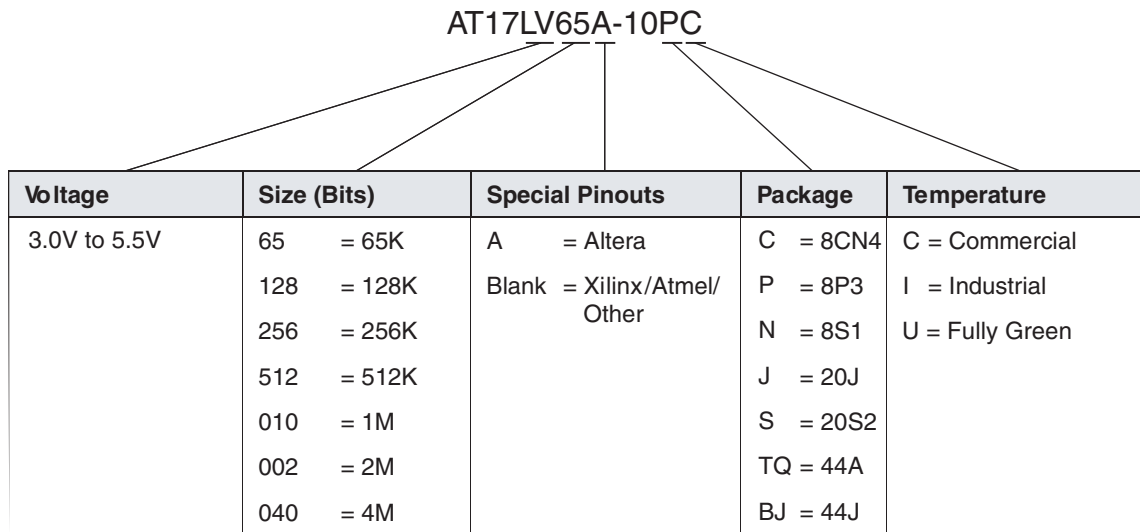 AT17LV65A-10PC
Voltage Size (Bits) Special Pinouts Package Temperature
3.0V to 5.5V 65 = 65K A = Altera C = 8CN4 C = Commercial
128 = 128K Blank = Xilinx/Atmel/ P = 8P3 I = Industrial
Other
256 = 256K N = 8S1 U = Fully Green
512 = 512K J = 20J
010 = 1M S = 20S2
002 = 2M TQ = 44A
040 = 4M BJ = 44J